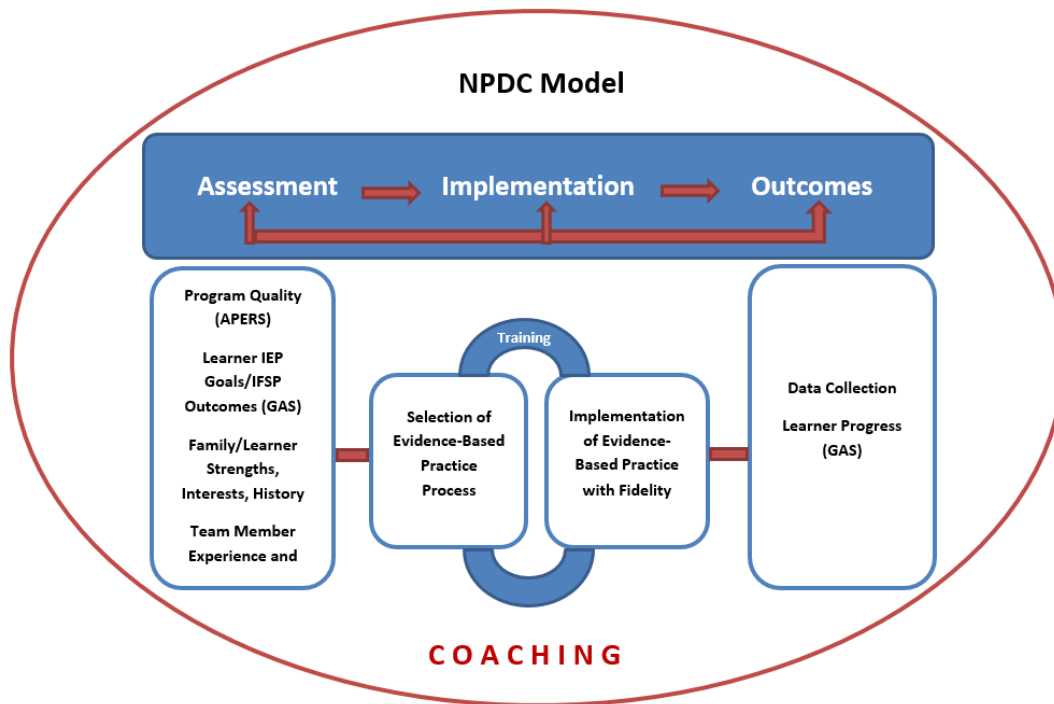 NPDC Model
Assessment
Implementation
Outcomes
Program Quality
(APERS)
Learner IEP
Goals/IFSP
Outcomes (GAS)
Family/Learner
Strengths,
Interests, History
Team Member
Experience and
Training
Selection of
Evidence-Based
Practice
Process
Implementation
of Evidence-
Based Practice
with Fidelity
Data Collection
Learner Progress
(GAS)
COACHING